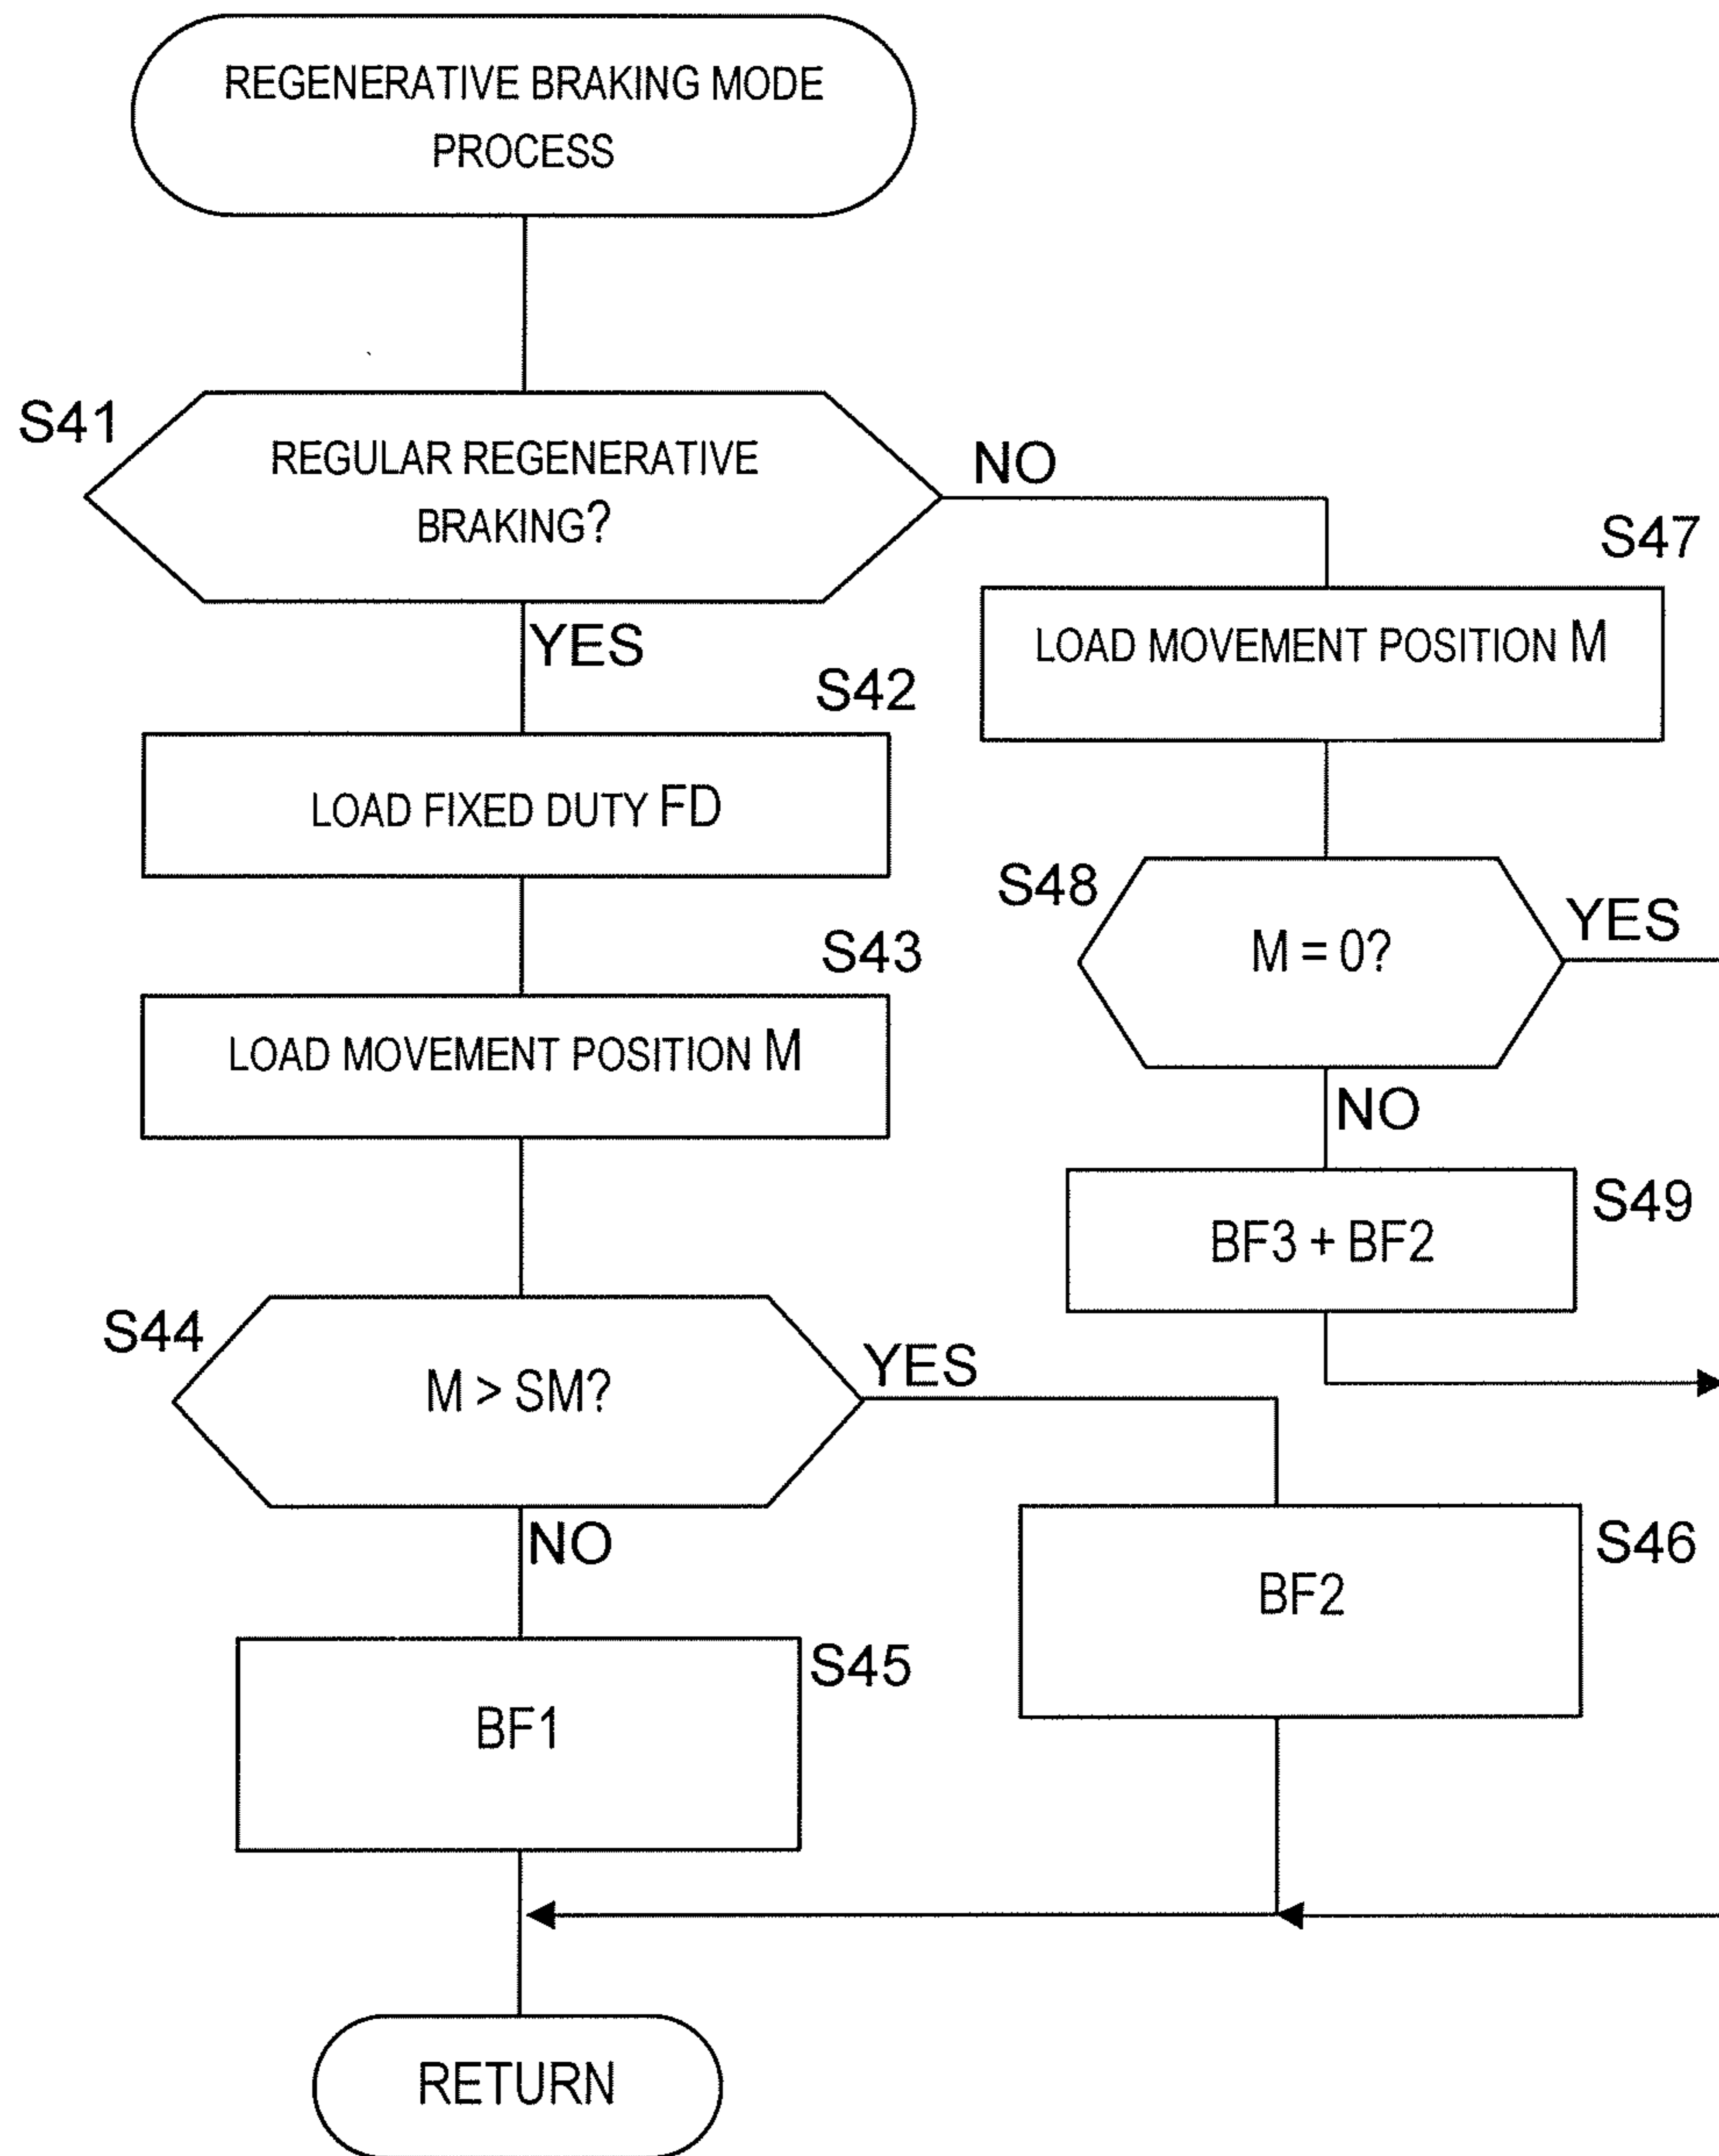 REGENERATIVE BRAKING MODE
PROCESS
S41
REGULAR REGENERATIVE
BRAKING?
NO
YES
S42
LOAD FIXED DUTY FD
S43
LOAD MOVEMENT POSITION M
S44
M > SM?
YES
NO
S45
BF1
S46
BF2
S47
LOAD MOVEMENT POSITION M
S48
M = 0?
YES
NO
S49
BF3 + BF2
RETURN